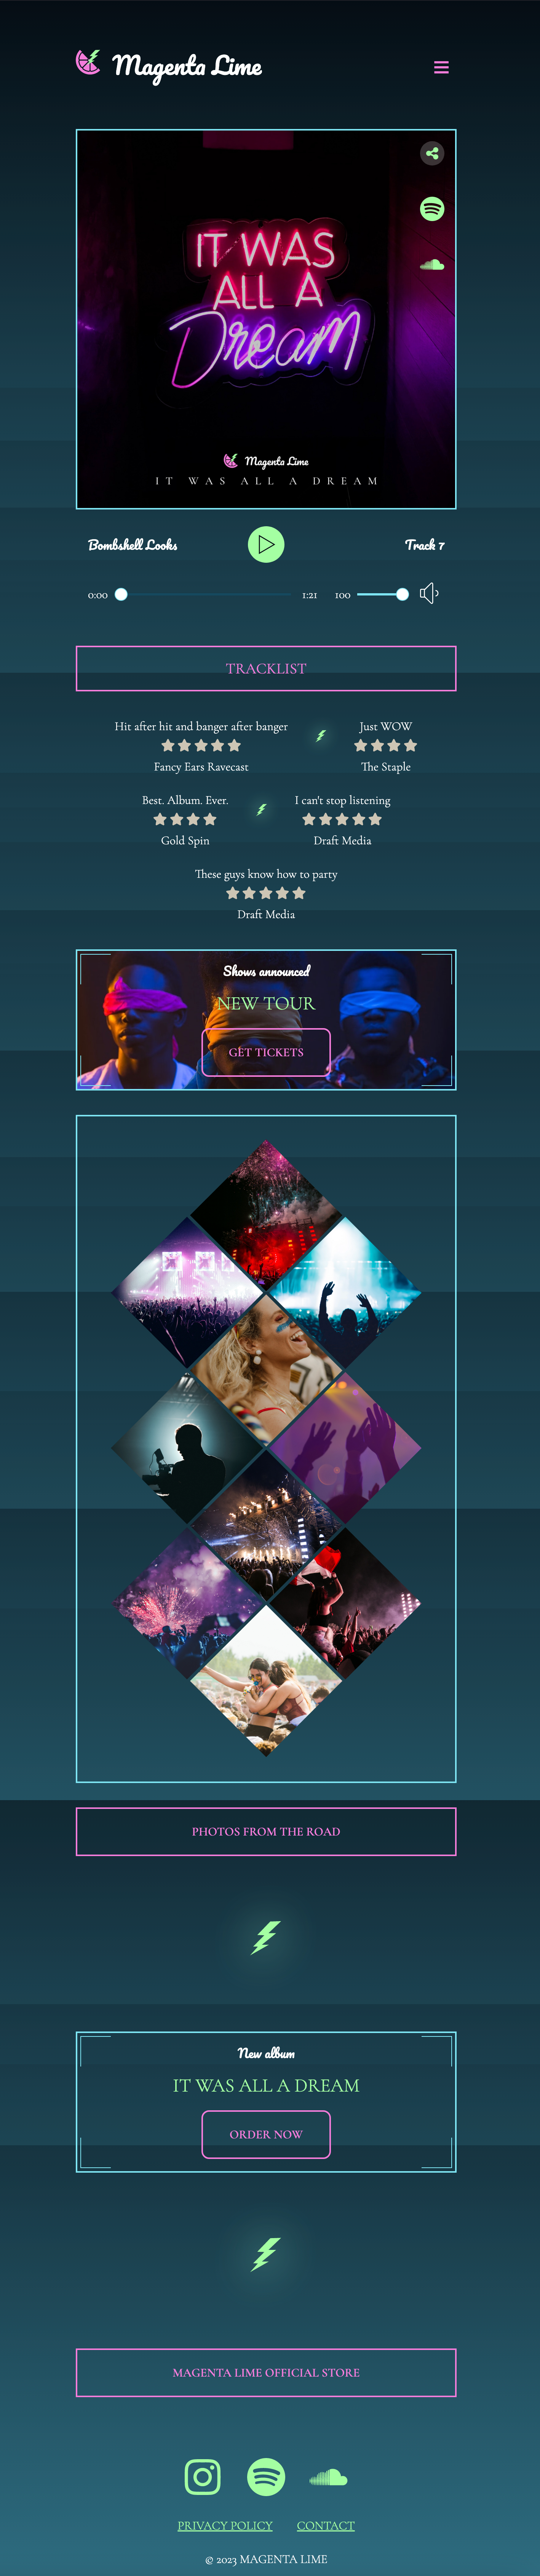 Magenta Lime
IT WAS
ALL A
Dream
Magenta Lime
IT WAS ALL A DREAM
Bombshell Looks
Track 7
0:00
1:21
100
TRACKLIST
Hit after hit and banger after banger
Fancy Ears Ravecast
Just WOW
The Staple
Best. Album. Ever.
Gold Spin
I can't stop listening
Draft Media
These guys know how to party
Draft Media
Shows announced
NEW TOUR
GET TICKETS
PHOTOS FROM THE ROAD
New album
IT WAS ALL A DREAM
ORDER NOW
MAGENTA LIME OFFICIAL STORE
PRIVACY POLICY
CONTACT
© 2023 MAGENTA LIME